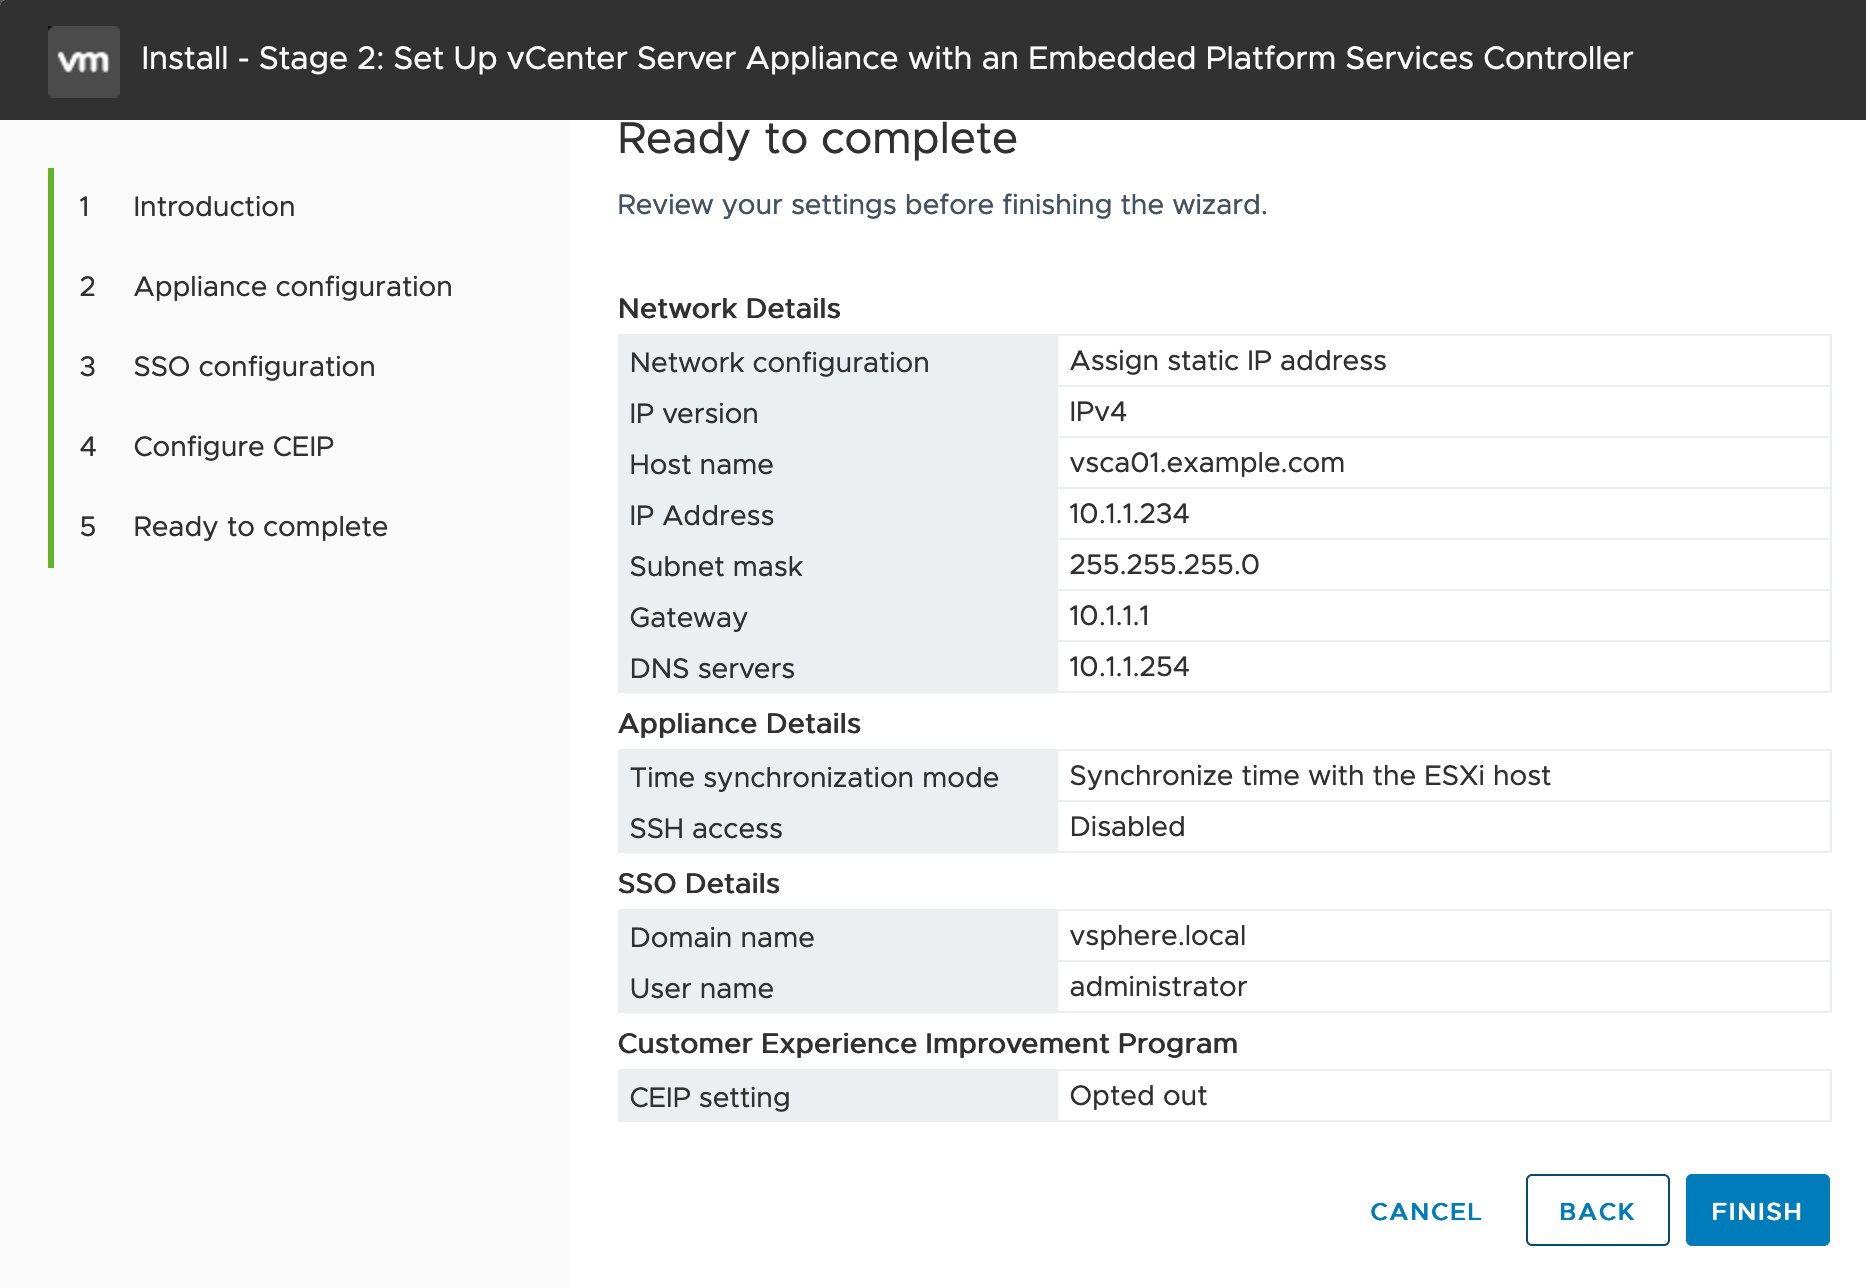 vm
Install - Stage 2: Set Up vCenter Server Appliance with an Embedded Platform Services Controller
1 Introduction
2 Appliance configuration
3 SSO configuration
4 Configure CEIP
5 Ready to complete
Ready to complete
Review your settings before finishing the wizard.
Network Details
Network configuration Assign static IP address
IP version IPv4
Host name vsca01.example.com
IP Address 10.1.1.234
Subnet mask 255.255.255.0
Gateway 10.1.1.1
DNS servers 10.1.1.254
Appliance Details
Time synchronization mode Synchronize time with the ESXi host
SSH access Disabled
SSO Details
Domain name vsphere.local
User name administrator
Customer Experience Improvement Program
CEIP setting Opted out
CANCEL BACK FINISH